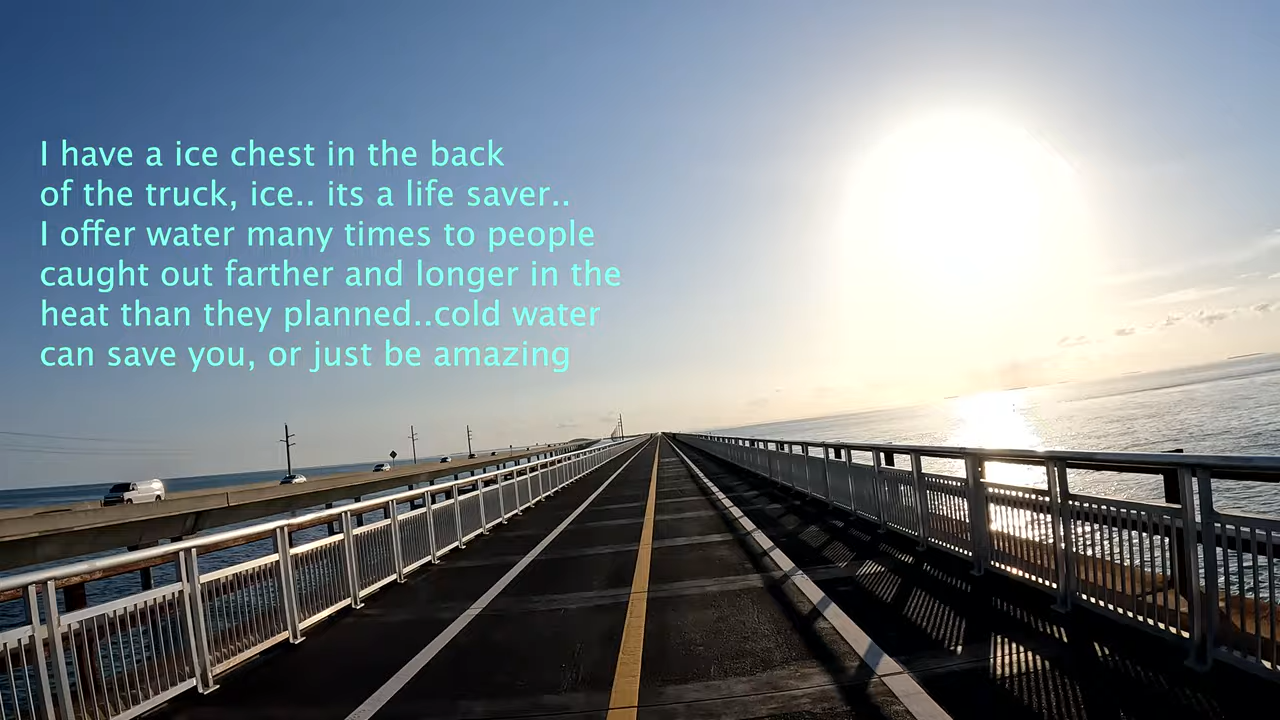 I have a ice chest in the back
of the truck, ice.. its a life saver..
I offer water many times to people
caught out farther and longer in the
heat than they planned..cold water
can save you, or just be amazing